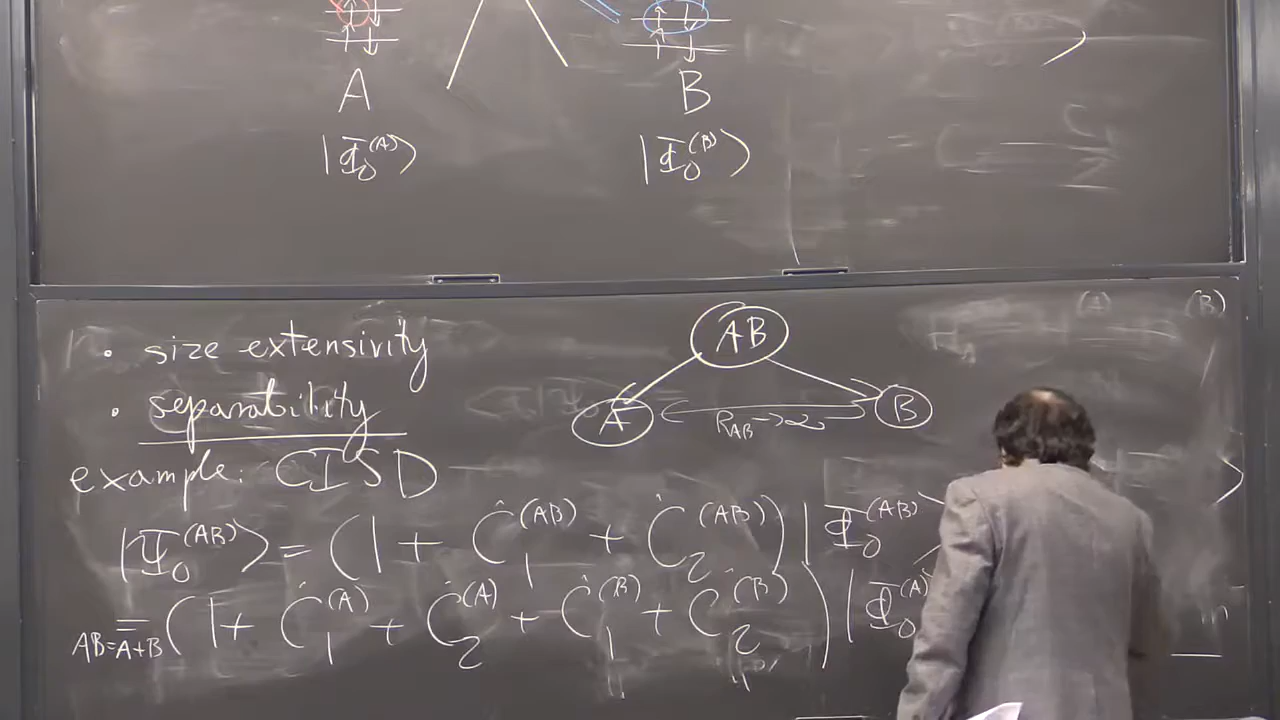 A B
|Φ₀⁽ᴬ⁾⟩ |Φ₀⁽ᴮ⁾⟩
• size extensivity
• separability
AB
A R_AB→∞ B
example: CISD
|Ψ₀^(AB)⟩ = (1 + Ĉ₁^(AB) + Ĉ₂^(AB)) |Φ₀^(AB)
= (1 + Ĉ₁^(A) + Ĉ₂^(A) + Ĉ₁^(B) + Ĉ₂^(B)) |Φ₀^(A)
AB=A+B